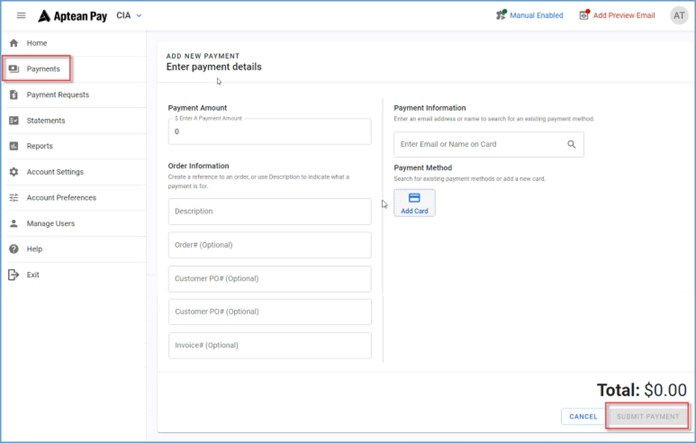 Aptean Pay CIA
Manual Enabled
Add Preview Email
AT
Home
Payments
Payment Requests
Statements
Reports
Account Settings
Account Preferences
Manage Users
Help
Exit
ADD NEW PAYMENT
Enter payment details
Payment Amount
$ Enter A Payment Amount
0
Order Information
Create a reference to an order, or use Description to indicate what a
payment is for.
Description
Order# (Optional)
Customer PO# (Optional)
Customer PO# (Optional)
Invoice# (Optional)
Payment Information
Enter an email address or name to search for an existing payment method.
Enter Email or Name on Card
Payment Method
Search for existing payment methods or add a new card.
Add Card
Total: $0.00
CANCEL
SUBMIT PAYMENT